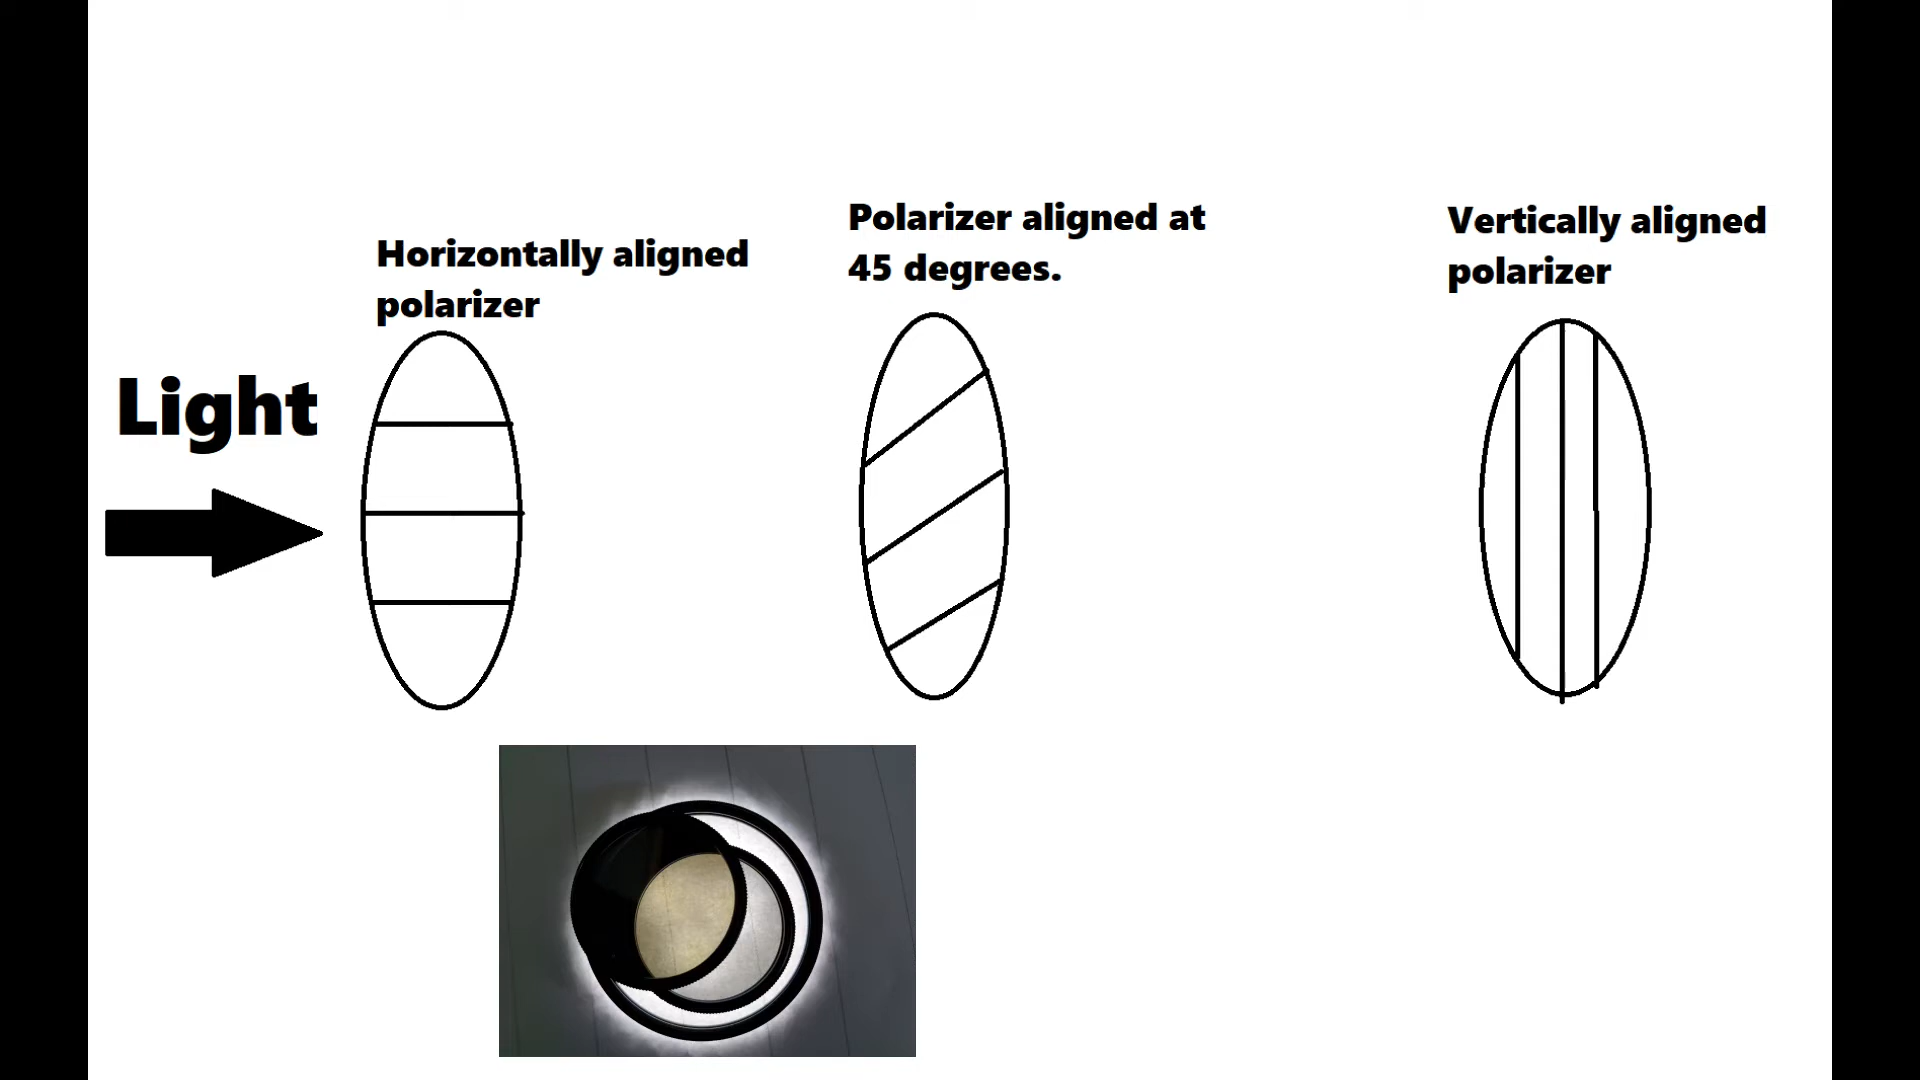 Light
Horizontally aligned
polarizer
Polarizer aligned at
45 degrees.
Vertically aligned
polarizer